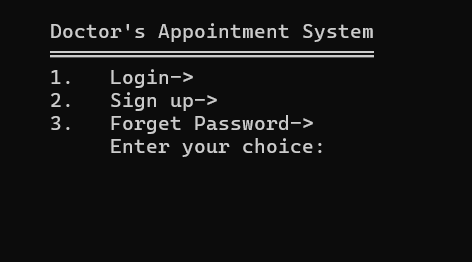 Doctor's Appointment System
1. Login->
2. Sign up->
3. Forget Password->
Enter your choice: